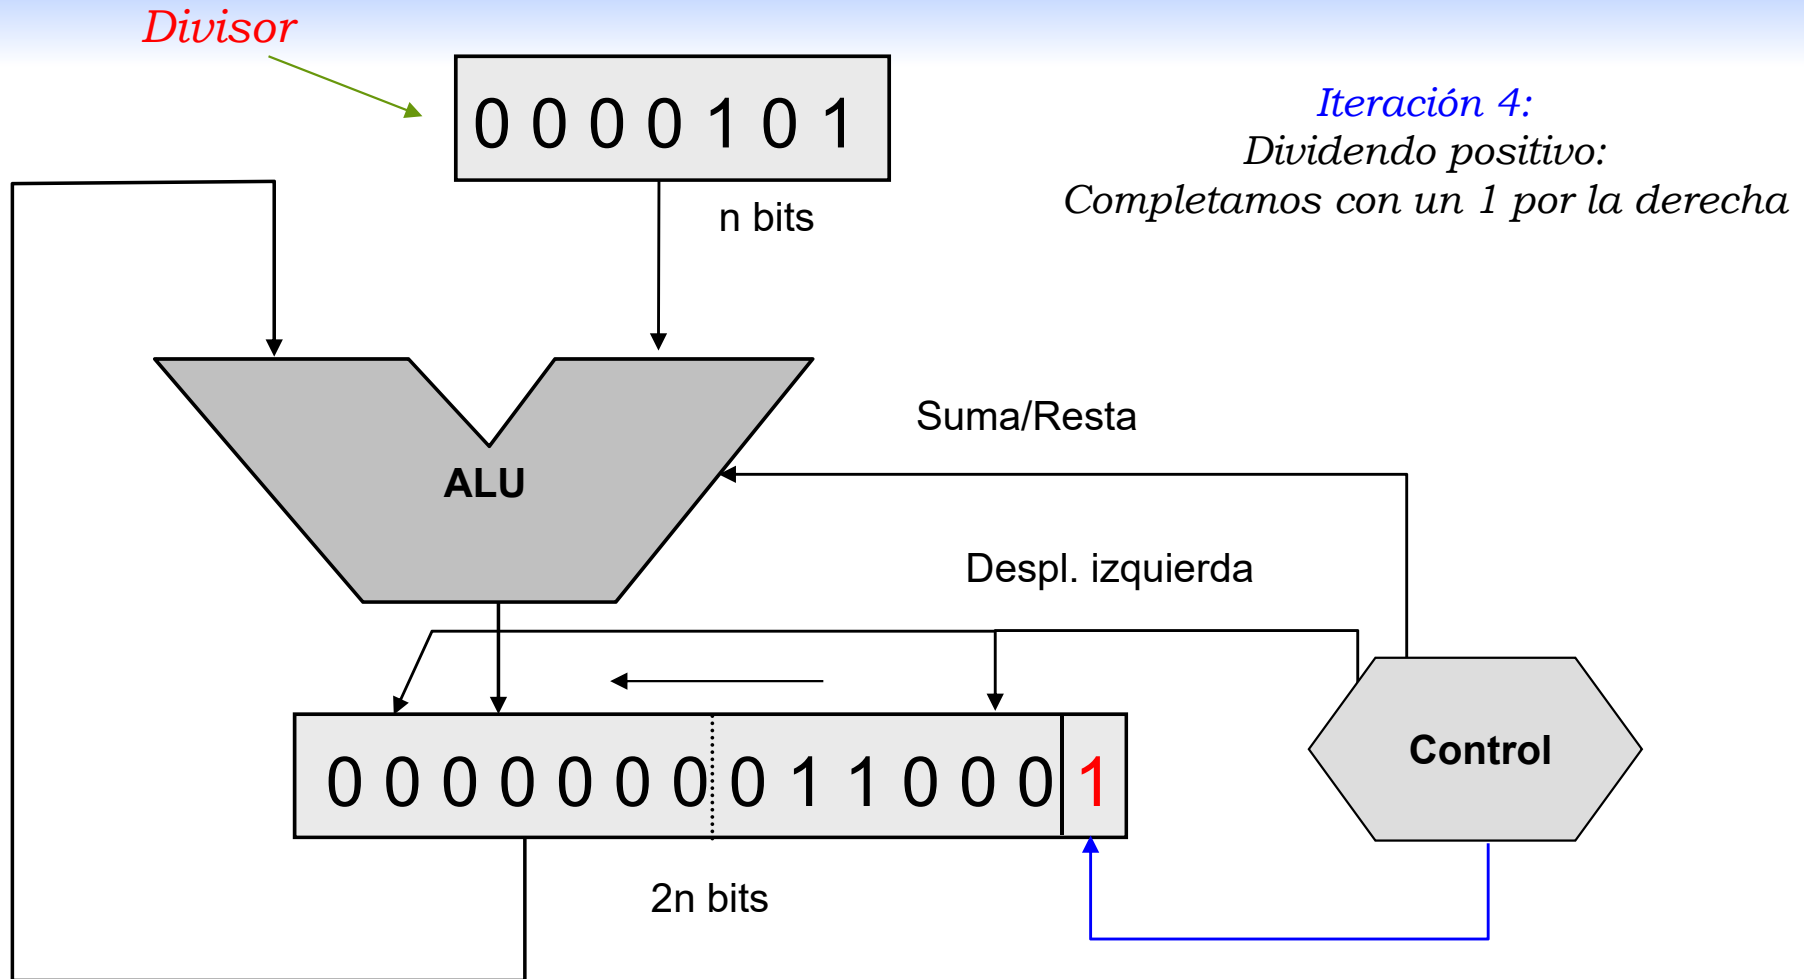 Divisor
0 0 0 0 1 0 1
Iteración 4:
Dividendo positivo:
Completamos con un 1 por la derecha
n bits
Suma/Resta
ALU
Despl. izquierda
Control
0 0 0 0 0 0 0 0 1 1 0 0 0 1
2n bits